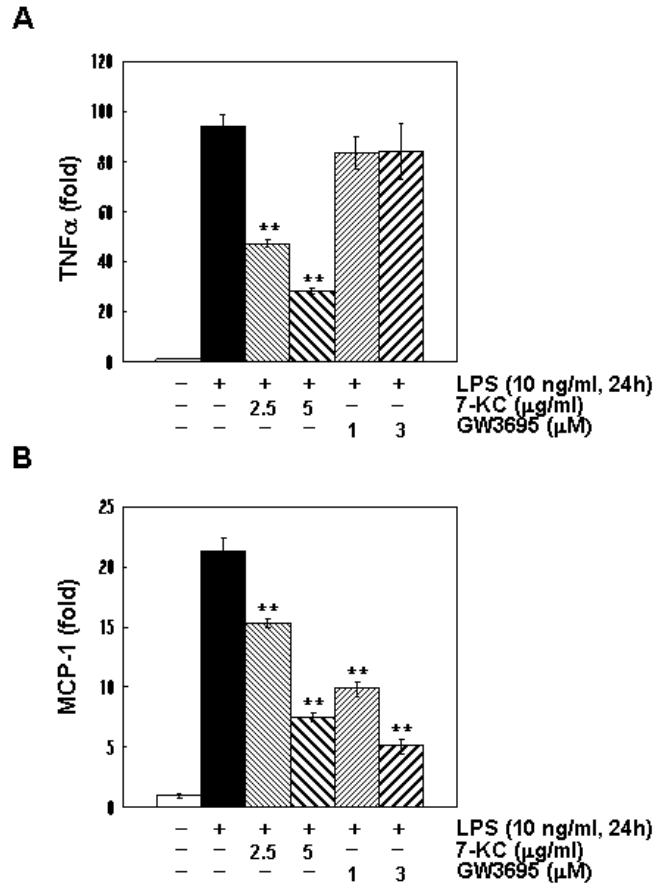 A
120
100
80
60
40
20
0
TNFα (fold)
**
**
– + + + + + LPS (10 ng/ml, 24h)
– – 2.5 5 – – 7-KC (μg/ml)
– – – – 1 3 GW3695 (μM)
B
25
20
15
10
5
0
MCP-1 (fold)
**
**
**
**
– + + + + + LPS (10 ng/ml, 24h)
– – 2.5 5 – – 7-KC (μg/ml)
– – – – 1 3 GW3695 (μM)